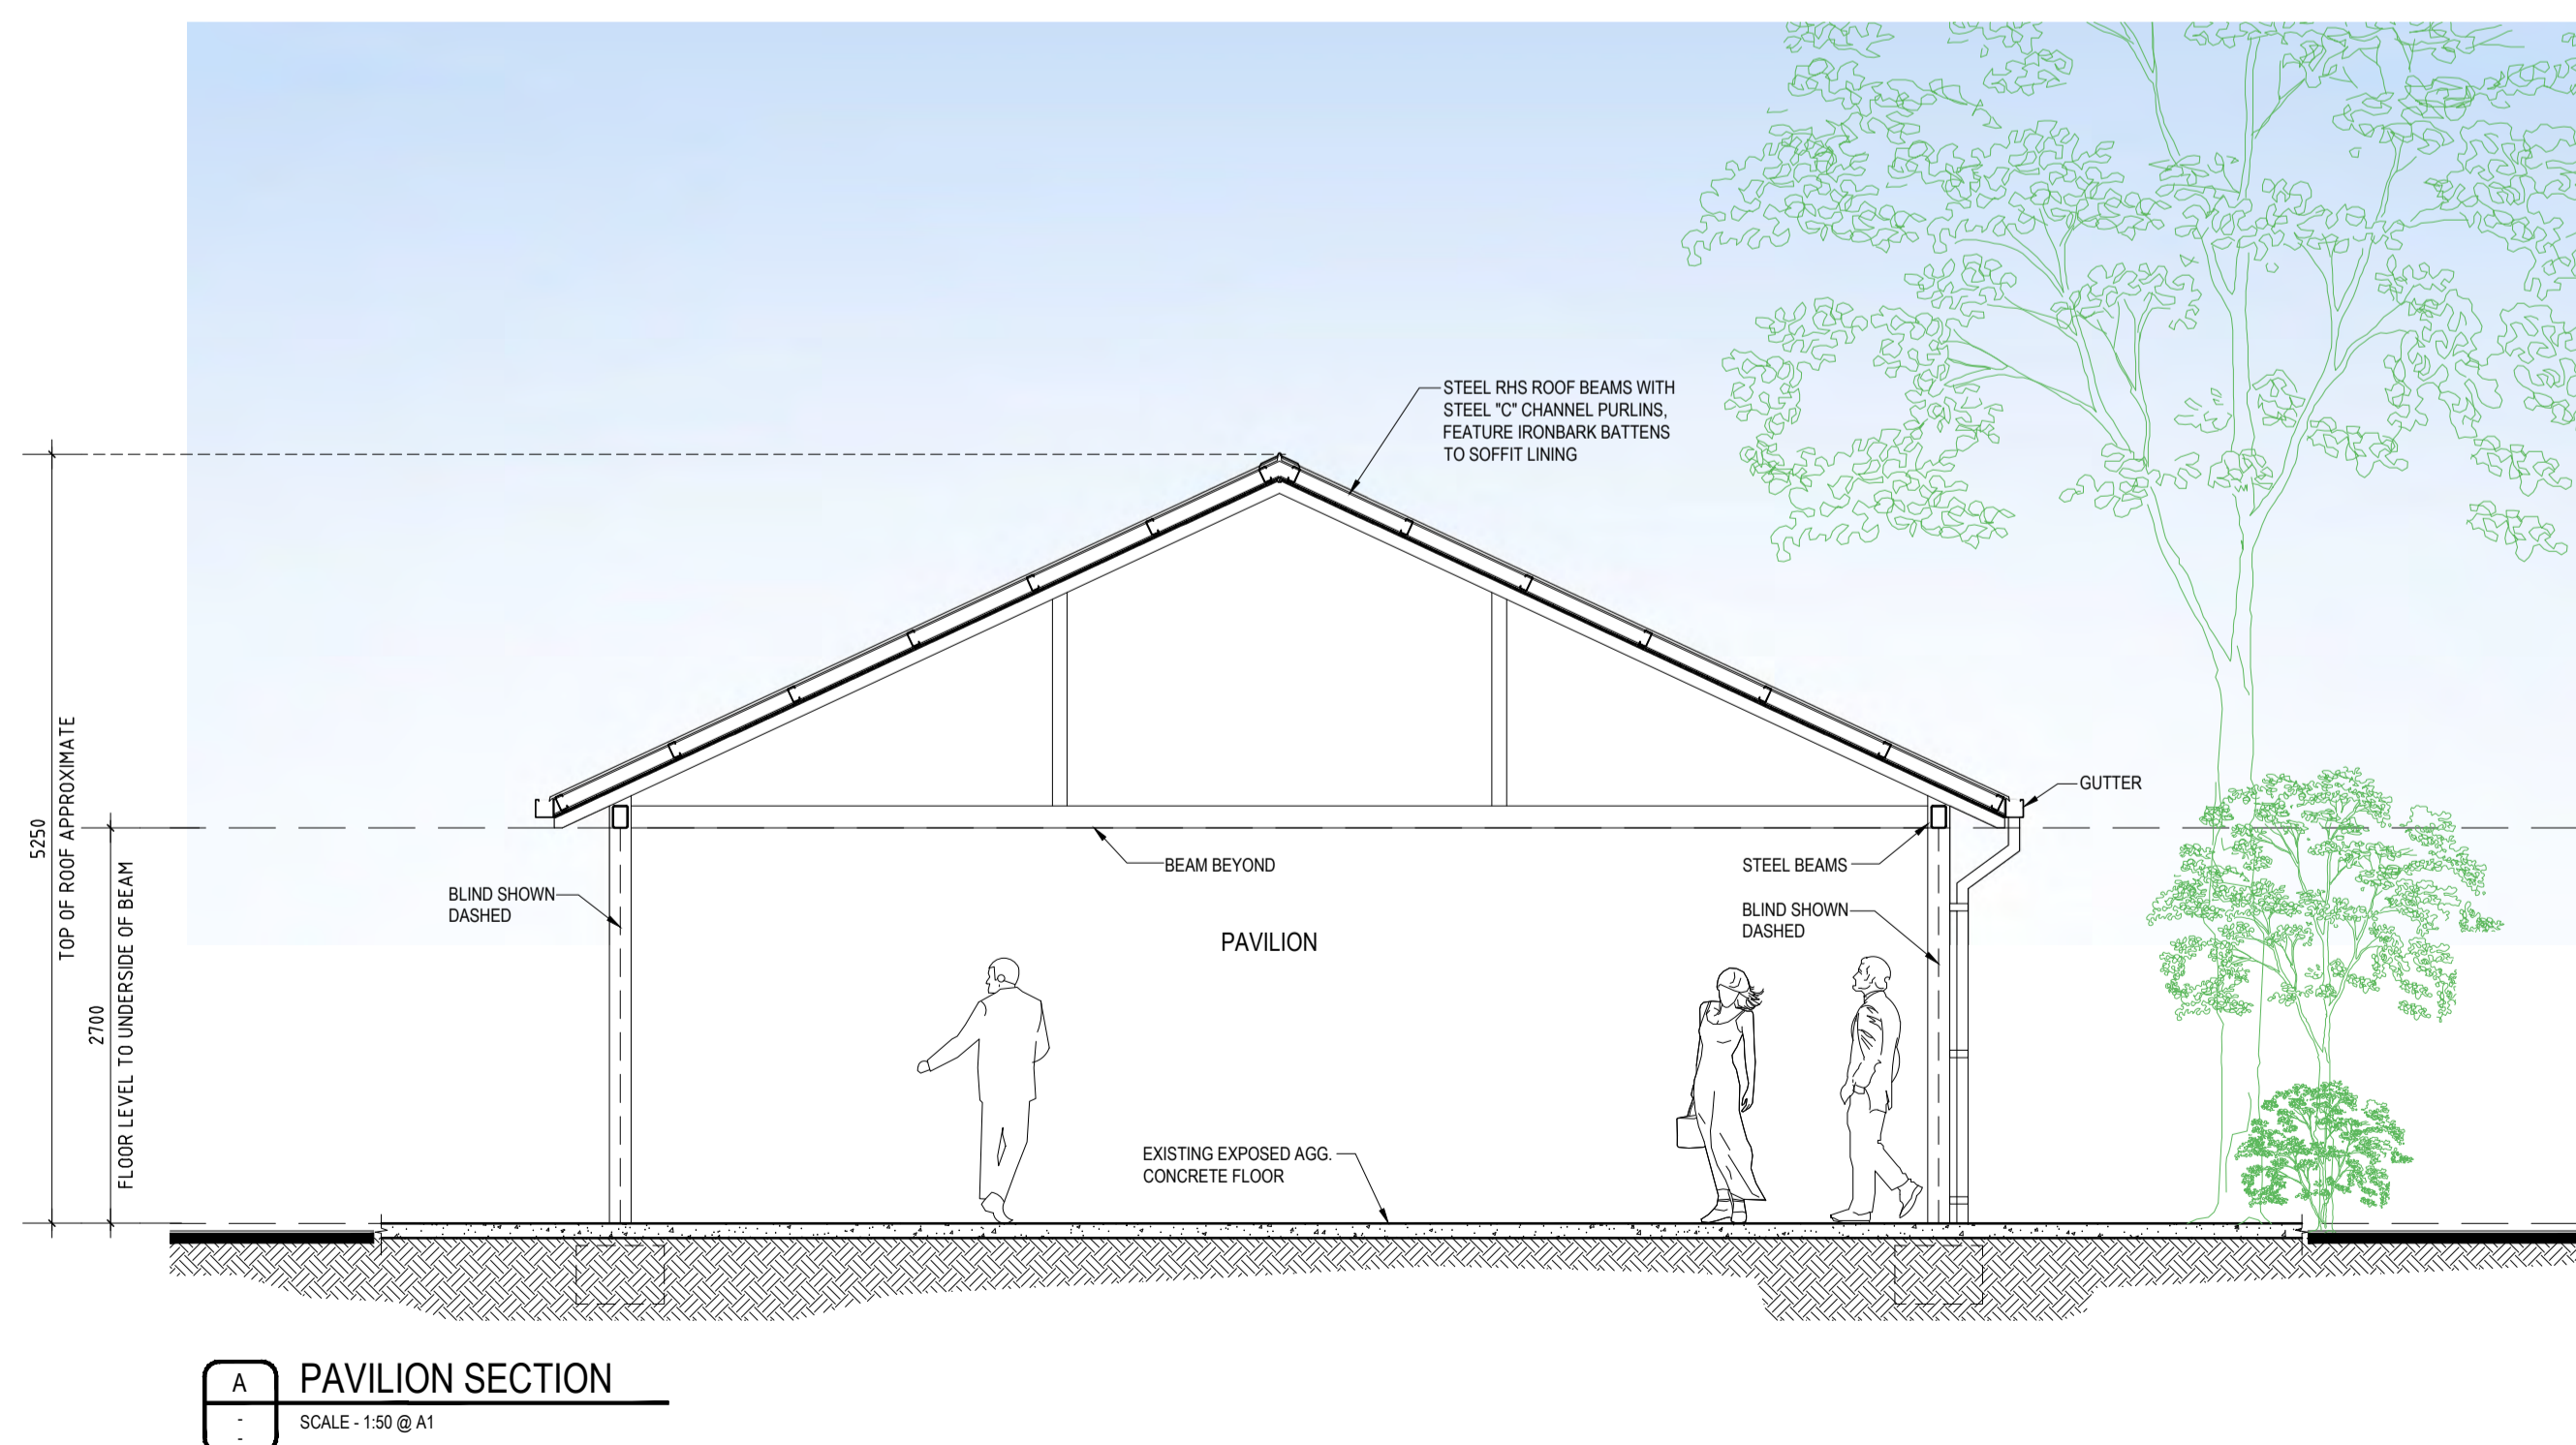 STEEL RHS ROOF BEAMS WITH
STEEL "C" CHANNEL PURLINS,
FEATURE IRONBARK BATTENS
TO SOFFIT LINING
GUTTER
5250
TOP OF ROOF APPROXIMATE
2700
FLOOR LEVEL TO UNDERSIDE OF BEAM
BEAM BEYOND
STEEL BEAMS
BLIND SHOWN
DASHED
BLIND SHOWN
DASHED
PAVILION
EXISTING EXPOSED AGG.
CONCRETE FLOOR
A
-
-
PAVILION SECTION
SCALE - 1:50 @ A1